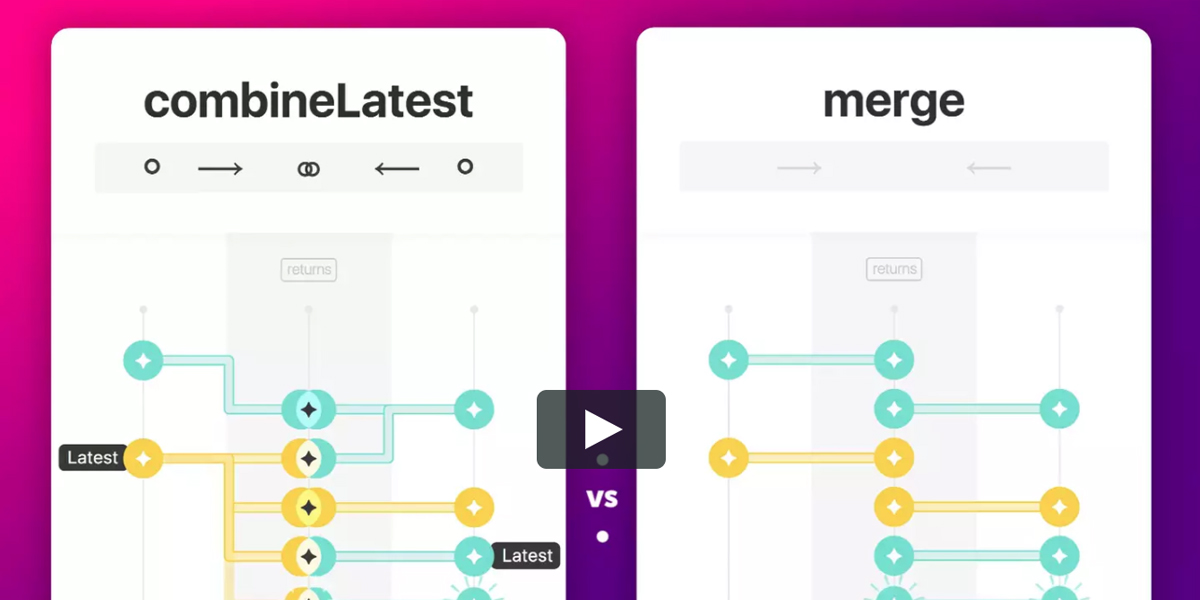 combineLatest
returns
Latest
Latest
vs
merge
returns